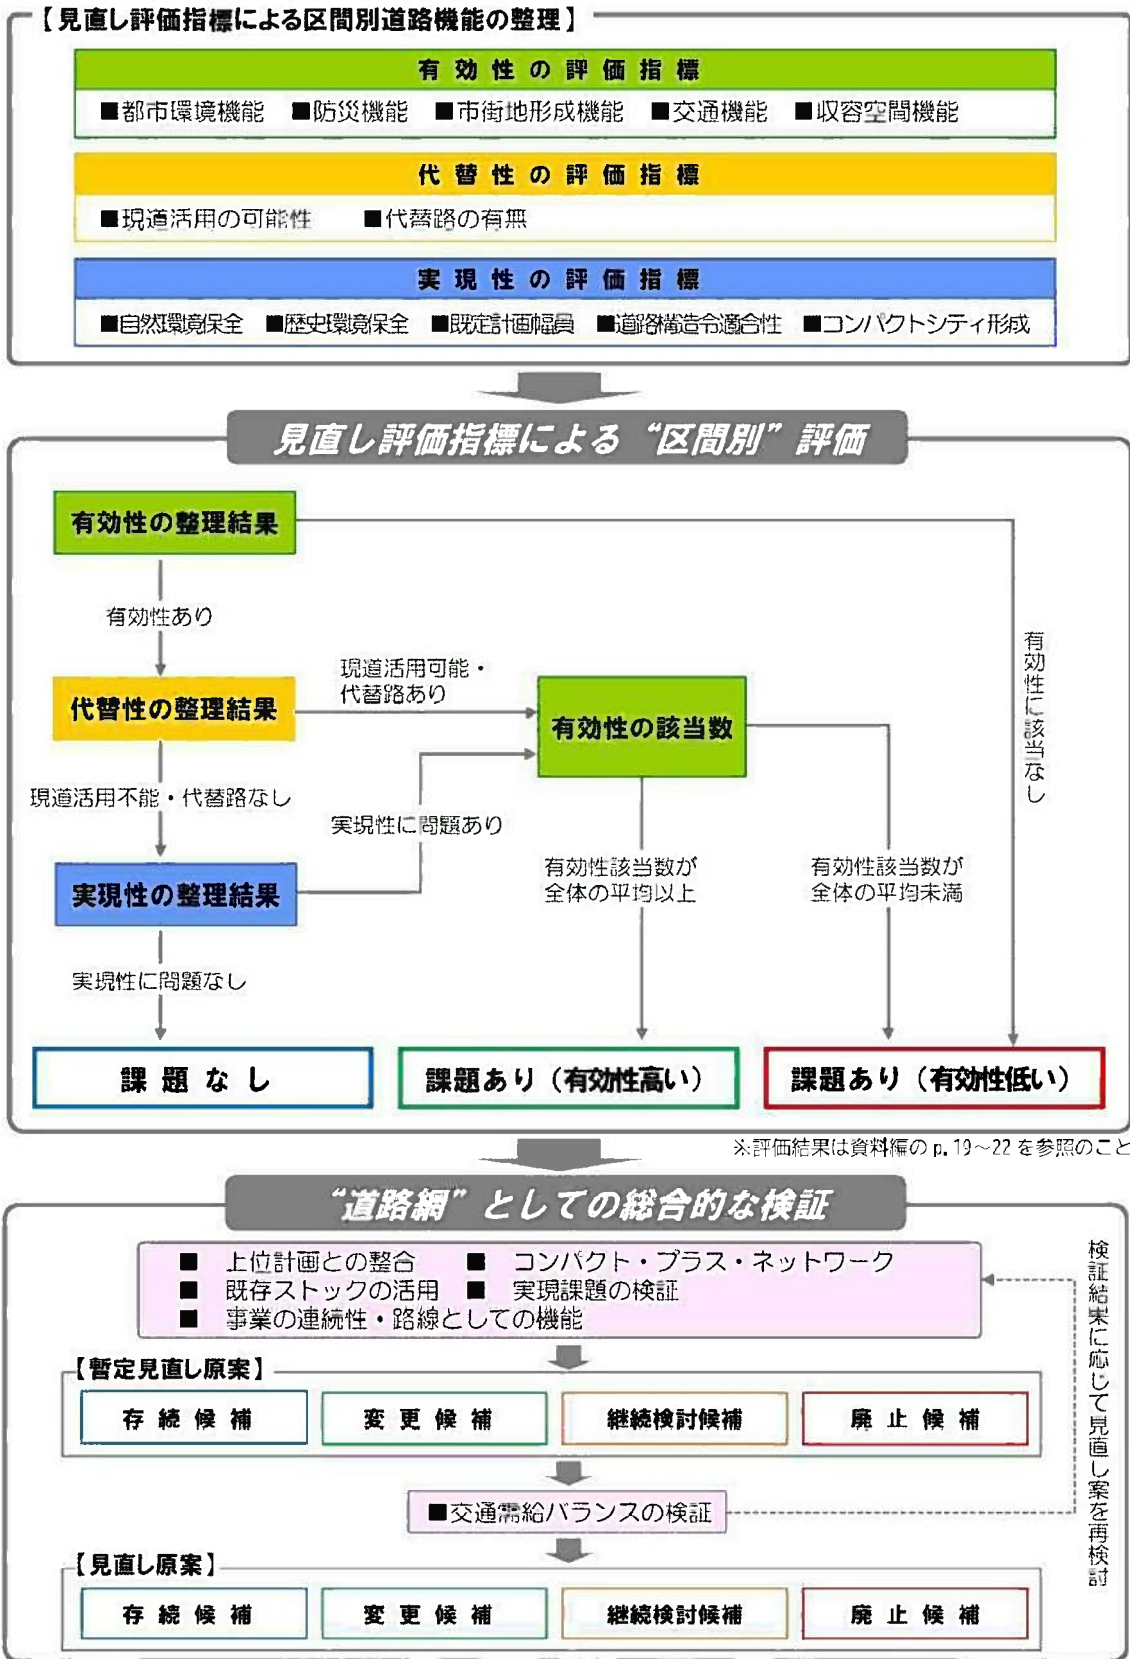 【見直し評価指標による区間別道路機能の整理】
有効性の評価指標
■都市環境機能 ■防災機能 ■市街地形成機能 ■交通機能 ■収容空間機能
代替性の評価指標
■現道活用の可能性 ■代替路の有無
実現性の評価指標
■自然環境保全 ■歴史環境保全 ■既定計画幅員 ■道路構造令適合性 ■コンパクトシティ形成
見直し評価指標による“区間別”評価
有効性の整理結果
有効性あり
有効性に該当なし
代替性の整理結果
現道活用可能・
代替路あり
有効性の該当数
現道活用不能・代替路なし
実現性に問題あり
実現性の整理結果
有効性該当数が
全体の平均以上
有効性該当数が
全体の平均未満
実現性に問題なし
課題なし
課題あり（有効性高い）
課題あり（有効性低い）
※評価結果は資料編の p.19～22 を参照のこと
“道路網”としての総合的な検証
■ 上位計画との整合 ■ コンパクト・プラス・ネットワーク
■ 既存ストックの活用 ■ 実現課題の検証
■ 事業の連続性・路線としての機能
検証結果に応じて見直し案を再検討
【暫定見直し原案】
存続候補 変更候補 継続検討候補 廃止候補
■交通需給バランスの検証
【見直し原案】
存続候補 変更候補 継続検討候補 廃止候補